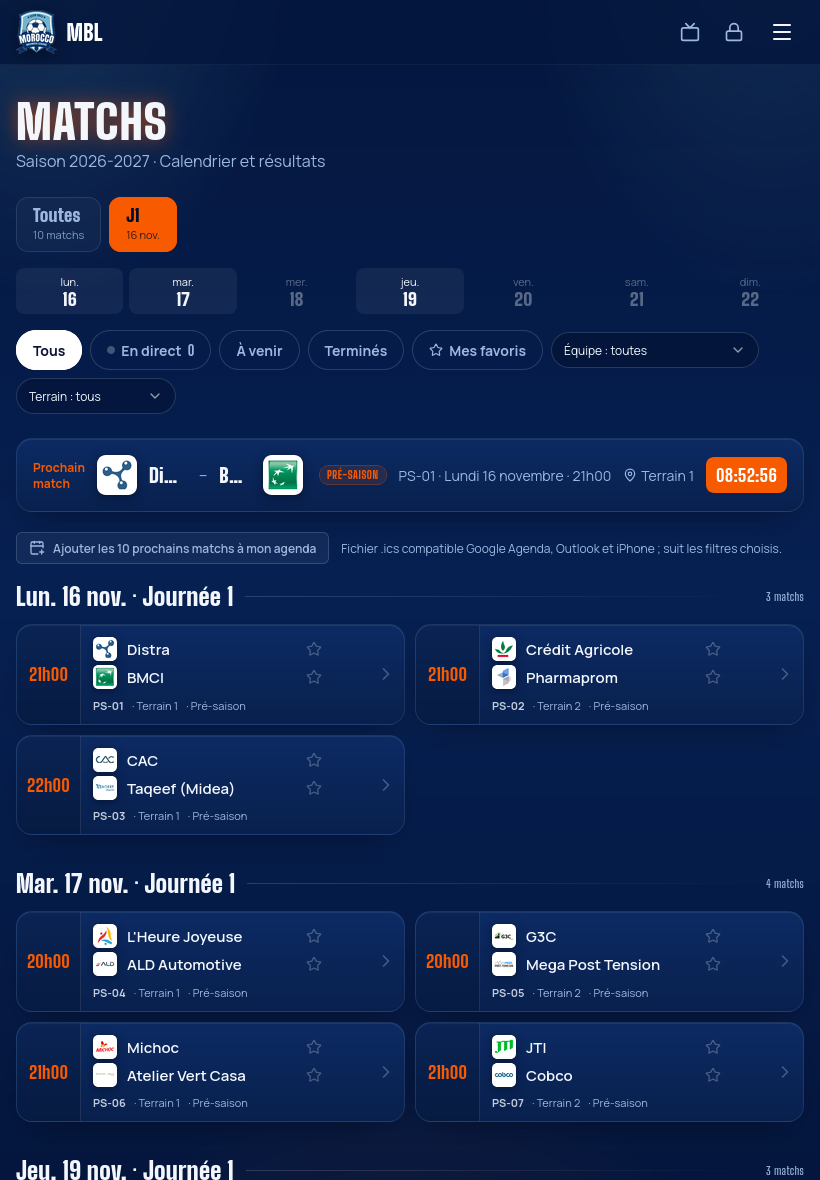 MOROCCO
MBL
MATCHS
Saison 2026-2027 · Calendrier et résultats
Toutes
10 matchs
J1
16 nov.
lun.
16
mar.
17
mer.
18
jeu.
19
ven.
20
sam.
21
dim.
22
Tous
En direct 0
À venir
Terminés
Mes favoris
Équipe : toutes
Terrain : tous
Prochain
match
Di...
–
B...
PRÉ-SAISON
PS-01 · Lundi 16 novembre · 21h00
Terrain 1
08:52:56
Ajouter les 10 prochains matchs à mon agenda
Fichier .ics compatible Google Agenda, Outlook et iPhone ; suit les filtres choisis.
Lun. 16 nov. · Journée 1
3 matchs
21h00
Distra
BMCI
PS-01 · Terrain 1 · Pré-saison
21h00
Crédit Agricole
Pharmaprom
PS-02 · Terrain 2 · Pré-saison
22h00
CAC
CAC
Taqeef (Midea)
PS-03 · Terrain 1 · Pré-saison
Mar. 17 nov. · Journée 1
4 matchs
20h00
L'Heure Joyeuse
ALD
ALD Automotive
PS-04 · Terrain 1 · Pré-saison
20h00
G3C
G3C
Mega Post Tension
PS-05 · Terrain 2 · Pré-saison
21h00
MICHOC
Michoc
Atelier Vert Casa
PS-06 · Terrain 1 · Pré-saison
21h00
JTI
JTI
cobco
Cobco
PS-07 · Terrain 2 · Pré-saison
Jeu. 19 nov. · Journée 1
3 matchs